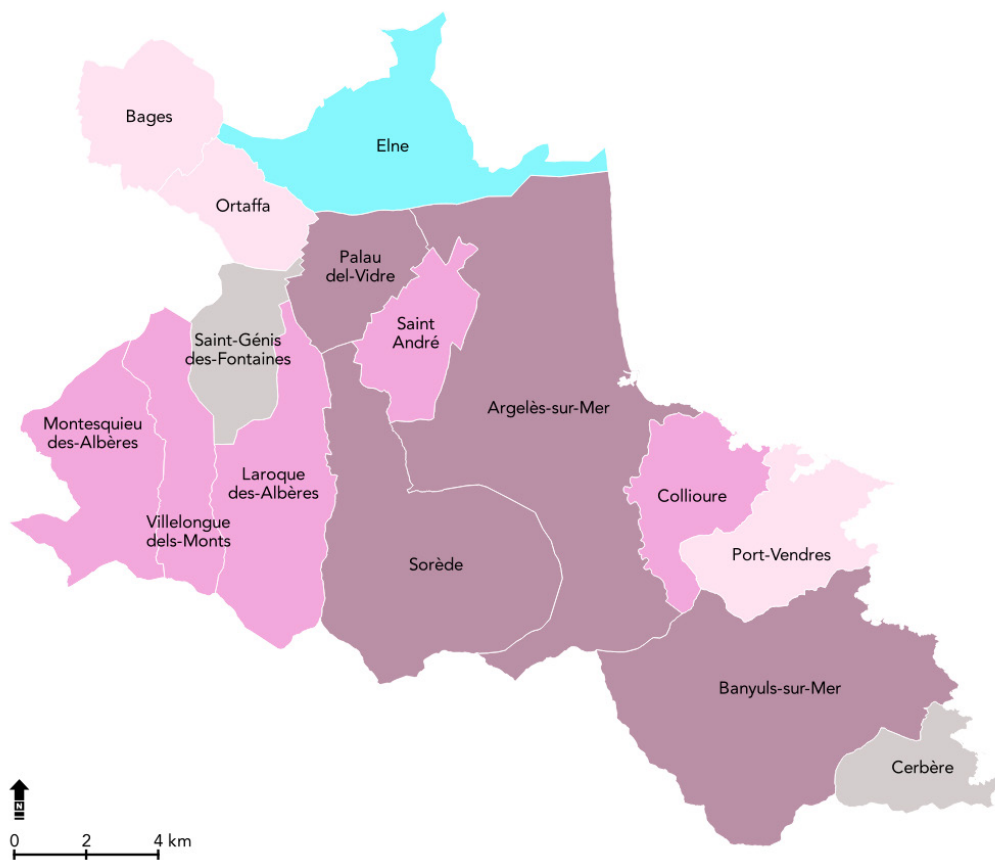 Bages
Elne
Ortaffa
Palau
del-Vidre
Saint-Génis
des-Fontaines
Saint
André
Montesquieu
des-Albères
Argelès-sur-Mer
Laroque
des-Albères
Collioure
Villelongue
dels-Monts
Port-Vendres
Sorède
Banyuls-sur-Mer
Cerbère
N
0 2 4 km